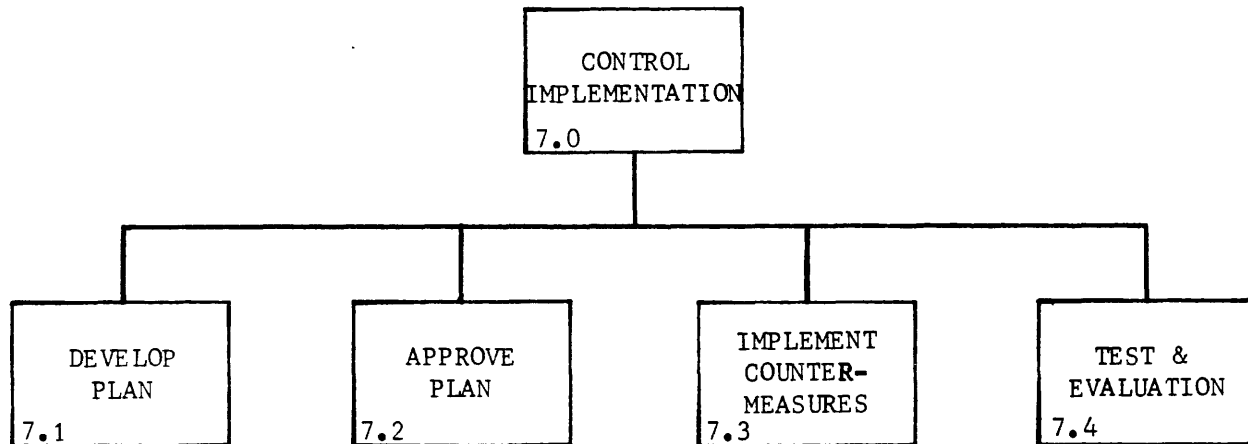 CONTROL
IMPLEMENTATION
7.0
DEVELOP
PLAN
7.1
APPROVE
PLAN
7.2
IMPLEMENT
COUNTER-
MEASURES
7.3
TEST &
EVALUATION
7.4